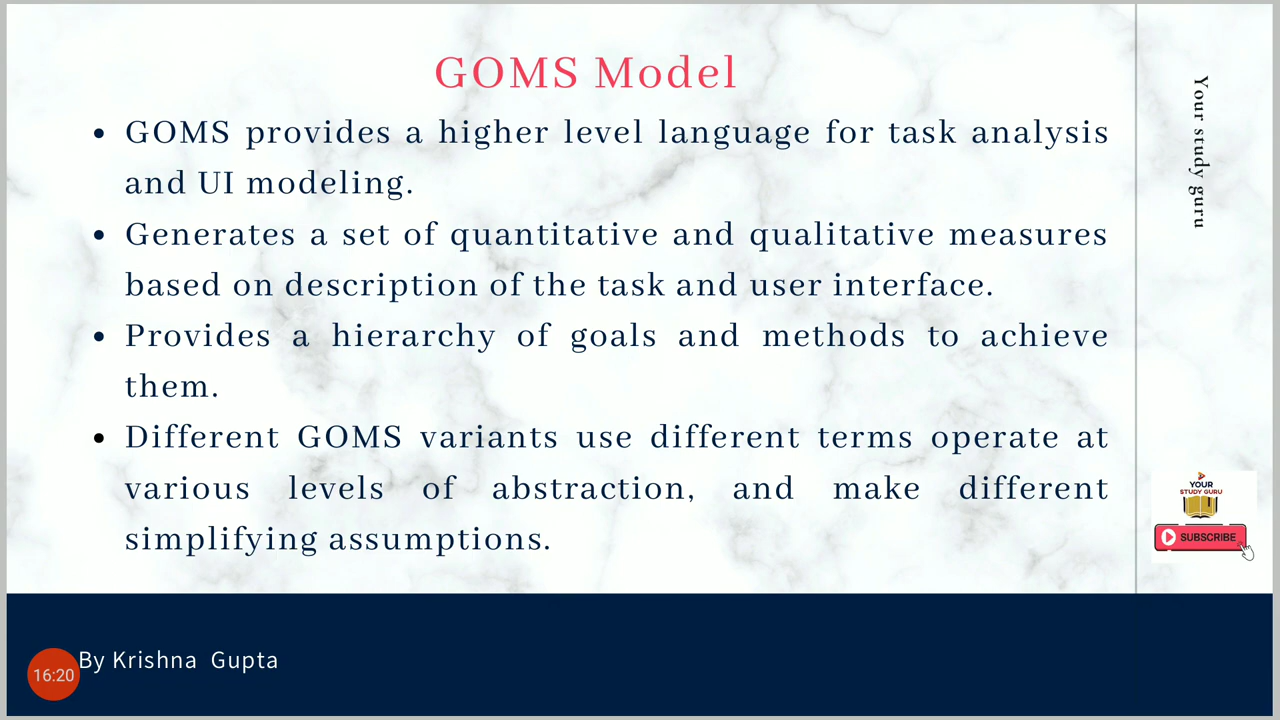 GOMS Model
• GOMS provides a higher level language for task analysis
and UI modeling.
• Generates a set of quantitative and qualitative measures
based on description of the task and user interface.
• Provides a hierarchy of goals and methods to achieve
them.
• Different GOMS variants use different terms operate at
various levels of abstraction, and make different
simplifying assumptions.
Your study guru
YOUR
STUDY GURU
SUBSCRIBE
By Krishna Gupta
16:20